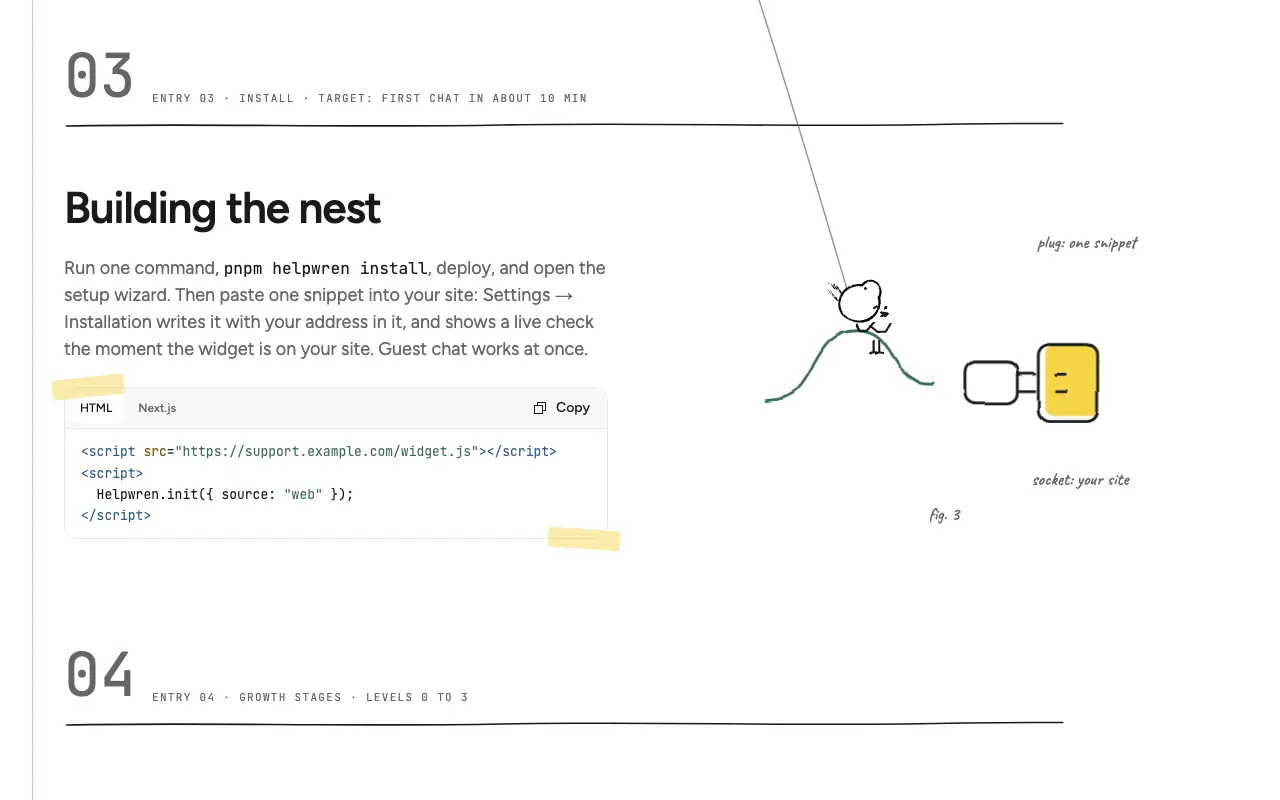 03
ENTRY 03 · INSTALL · TARGET: FIRST CHAT IN ABOUT 10 MIN
Building the nest
Run one command, pnpm helpwren install, deploy, and open the
setup wizard. Then paste one snippet into your site: Settings →
Installation writes it with your address in it, and shows a live check
the moment the widget is on your site. Guest chat works at once.
HTML
Next.js
Copy
<script src="https://support.example.com/widget.js"></script>
<script>
  Helpwren.init({ source: "web" });
</script>
plug: one snippet
socket: your site
fig. 3
04
ENTRY 04 · GROWTH STAGES · LEVELS 0 TO 3